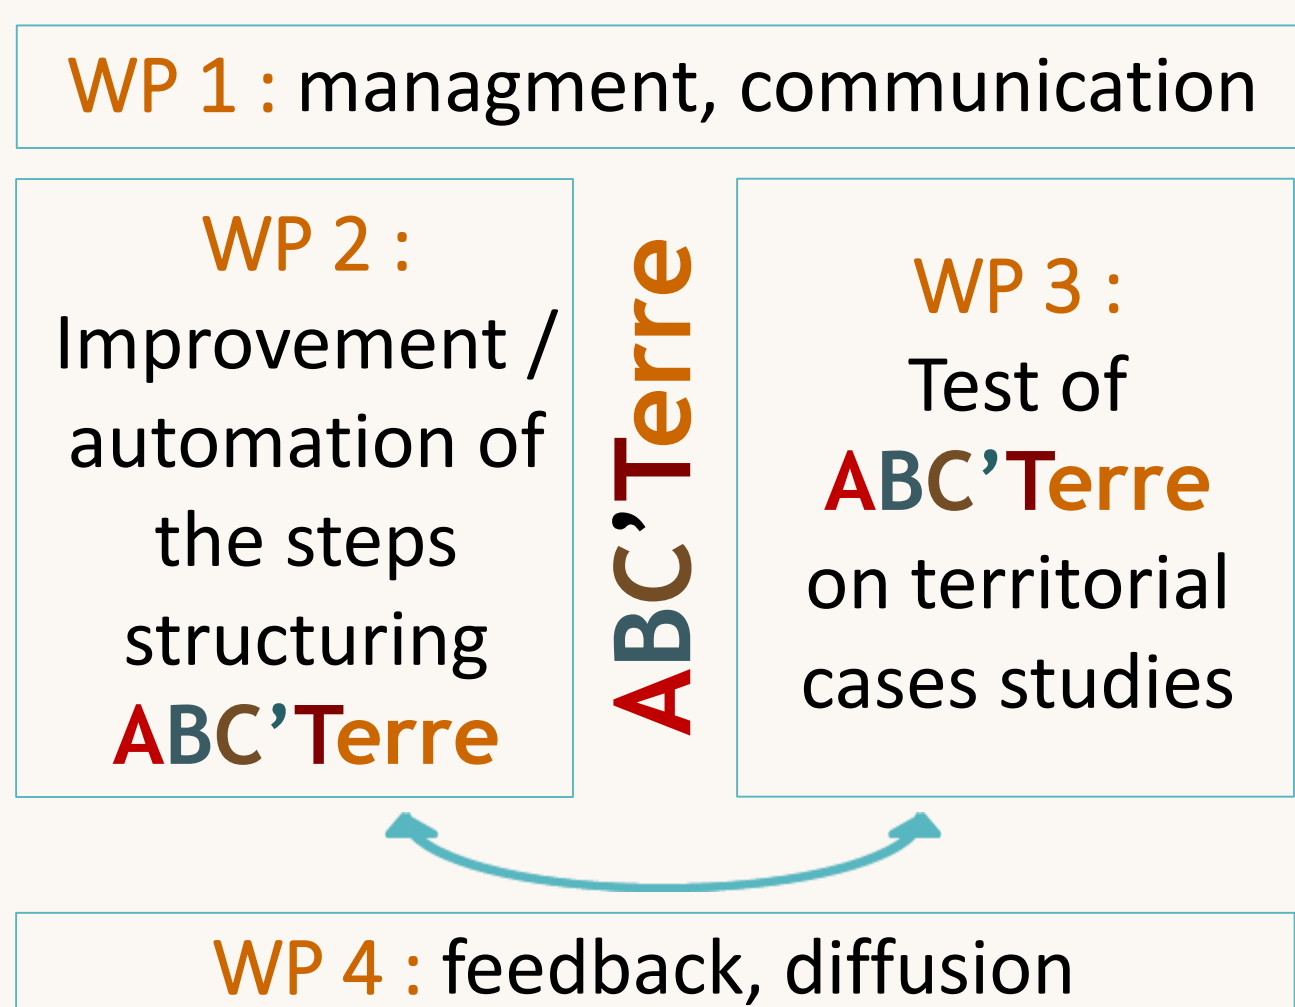 WP 1 : managment, communication
WP 2 :
Improvement /
automation of
the steps
structuring
ABC’Terre
ABC’Terre
WP 3 :
Test of
ABC’Terre
on territorial
cases studies
WP 4 : feedback, diffusion